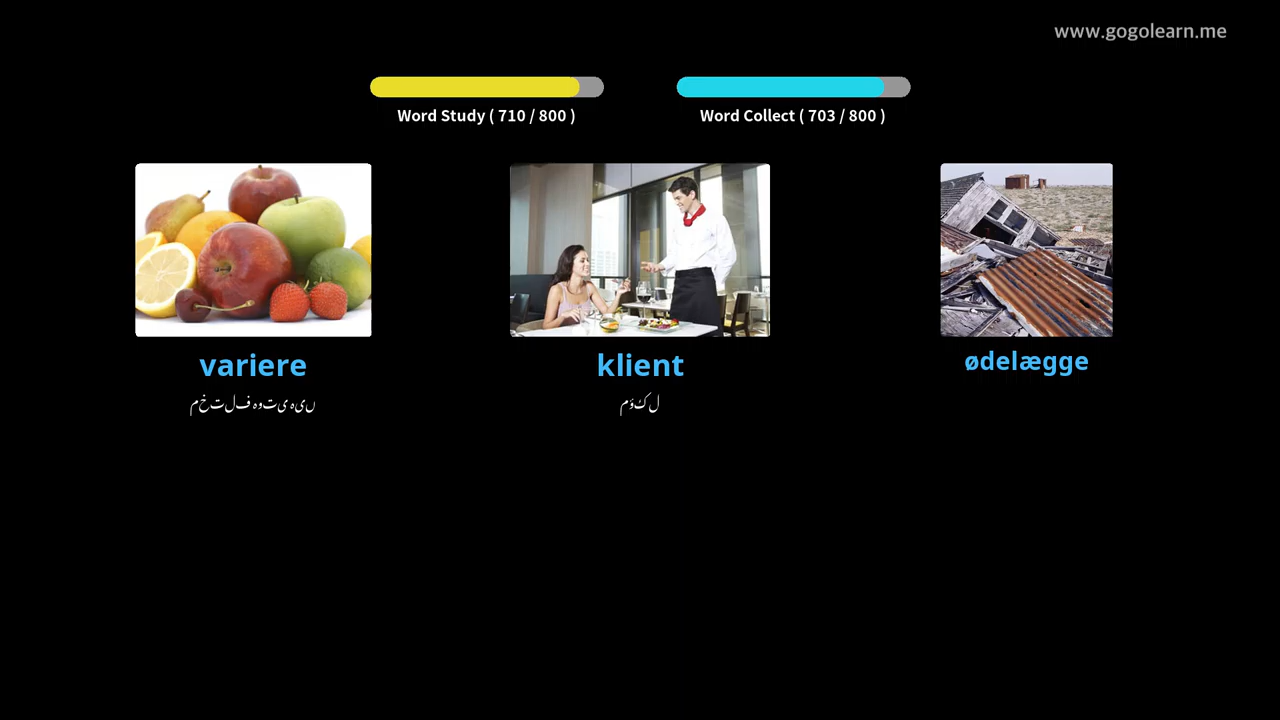 www.gogolearn.me
Word Study ( 710 / 800 )
Word Collect ( 703 / 800 )
variere
مختلف ہوتی ہیں
klient
مؤکل
ødelægge